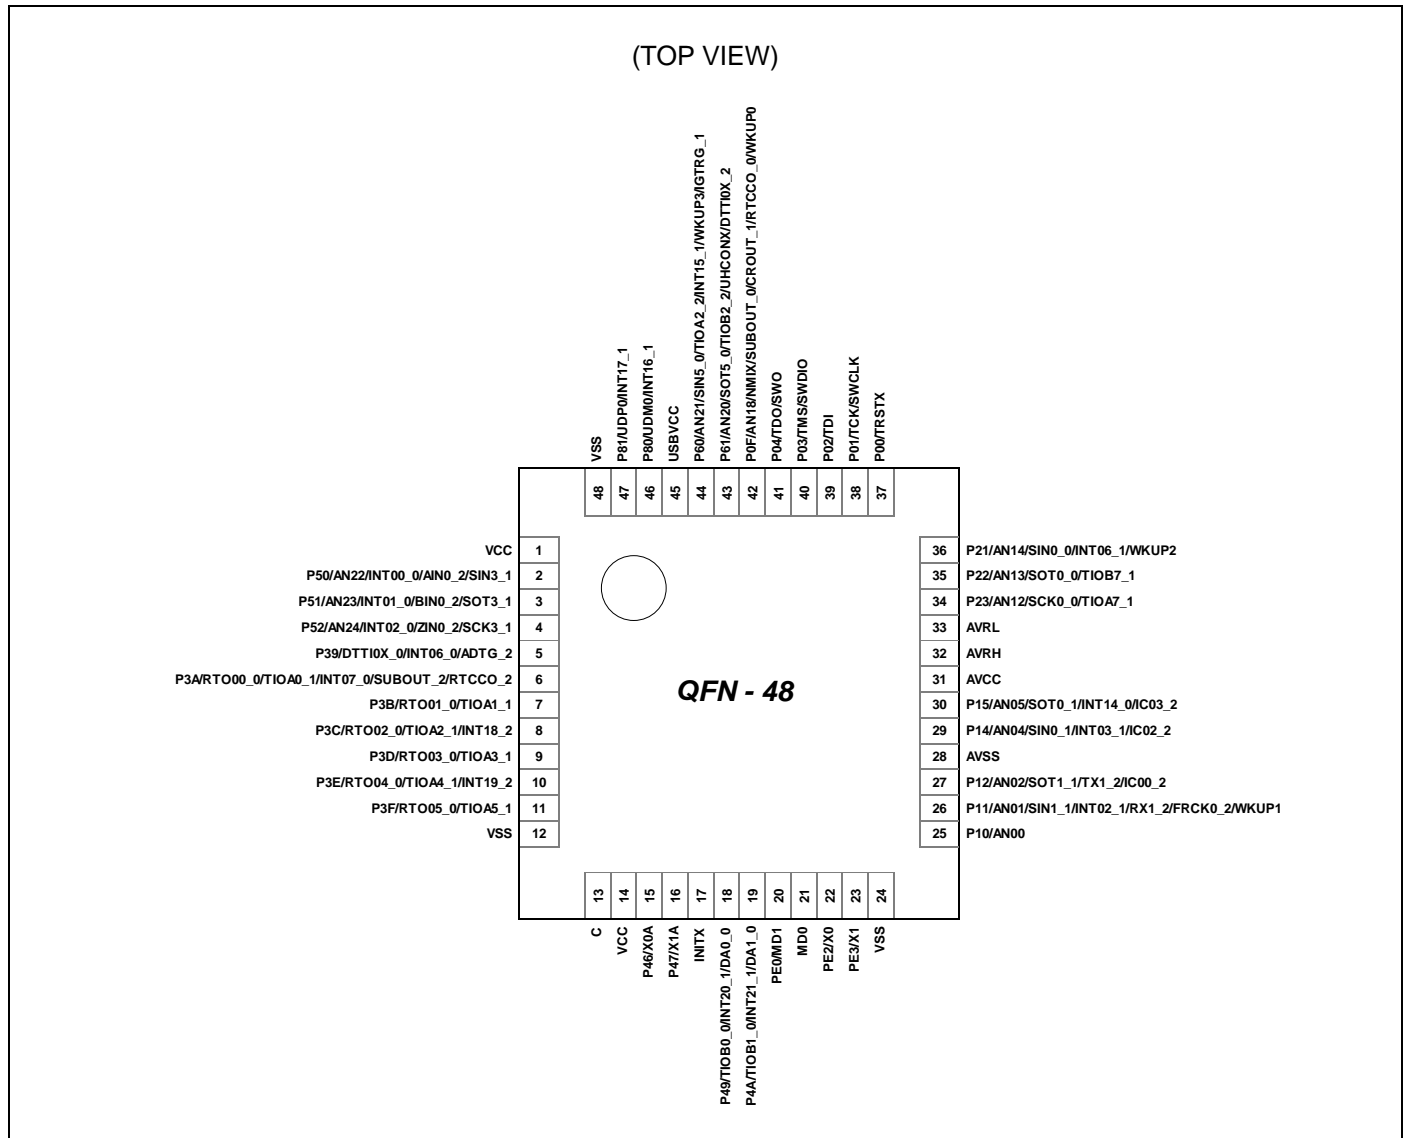 (TOP VIEW)
VSS
P81/UDP0/INT17_1
P80/UDM0/INT16_1
USBVCC
P60/AN21/SIN5_0/TIOA2_2/INT15_1/WKUP3/IGTRG_1
P61/AN20/SOT5_0/TIOB2_2/UHCONX/DTTI0X_2
P0F/AN18/NMIX/SUBOUT_0/CROUT_1/RTCCO_0/WKUP0
P04/TDO/SWO
P03/TMS/SWDIO
P02/TDI
P01/TCK/SWCLK
P00/TRSTX
48
47
46
45
44
43
42
41
40
39
38
37
VCC 1
P50/AN22/INT00_0/AIN0_2/SIN3_1 2
P51/AN23/INT01_0/BIN0_2/SOT3_1 3
P52/AN24/INT02_0/ZIN0_2/SCK3_1 4
P39/DTTI0X_0/INT06_0/ADTG_2 5
P3A/RTO00_0/TIOA0_1/INT07_0/SUBOUT_2/RTCCO_2 6
P3B/RTO01_0/TIOA1_1 7
P3C/RTO02_0/TIOA2_1/INT18_2 8
P3D/RTO03_0/TIOA3_1 9
P3E/RTO04_0/TIOA4_1/INT19_2 10
P3F/RTO05_0/TIOA5_1 11
VSS 12
QFN - 48
36 P21/AN14/SIN0_0/INT06_1/WKUP2
35 P22/AN13/SOT0_0/TIOB7_1
34 P23/AN12/SCK0_0/TIOA7_1
33 AVRL
32 AVRH
31 AVCC
30 P15/AN05/SOT0_1/INT14_0/IC03_2
29 P14/AN04/SIN0_1/INT03_1/IC02_2
28 AVSS
27 P12/AN02/SOT1_1/TX1_2/IC00_2
26 P11/AN01/SIN1_1/INT02_1/RX1_2/FRCK0_2/WKUP1
25 P10/AN00
13
14
15
16
17
18
19
20
21
22
23
24
C
VCC
P46/X0A
P47/X1A
INITX
P49/TIOB0_0/INT20_1/DA0_0
P4A/TIOB1_0/INT21_1/DA1_0
PE0/MD1
MD0
PE2/X0
PE3/X1
VSS